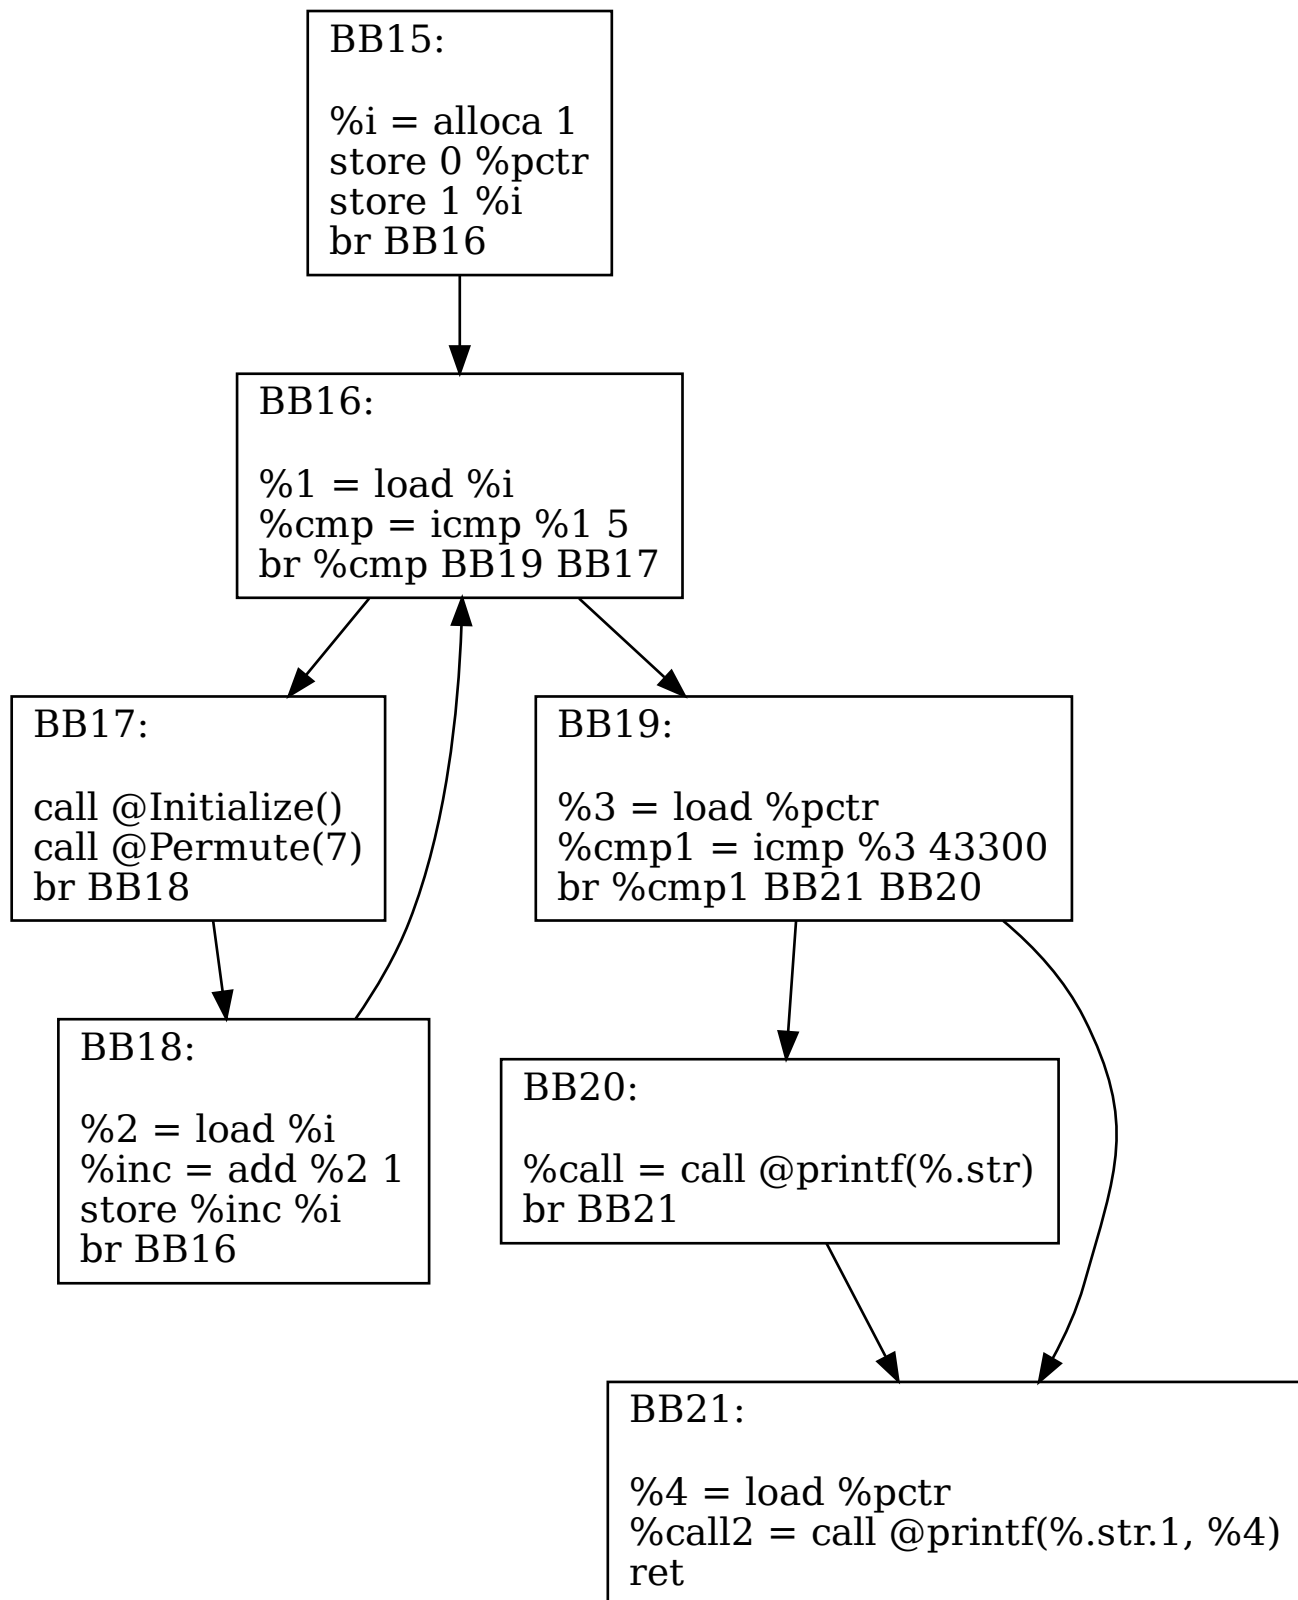 BB15:
%i = alloca 1
store 0 %pctr
store 1 %i
br BB16
BB16:
%1 = load %i
%cmp = icmp %1 5
br %cmp BB19 BB17
BB17:
call @Initialize()
call @Permute(7)
br BB18
BB19:
%3 = load %pctr
%cmp1 = icmp %3 43300
br %cmp1 BB21 BB20
BB18:
%2 = load %i
%inc = add %2 1
store %inc %i
br BB16
BB20:
%call = call @printf(%.str)
br BB21
BB21:
%4 = load %pctr
%call2 = call @printf(%.str.1, %4)
ret